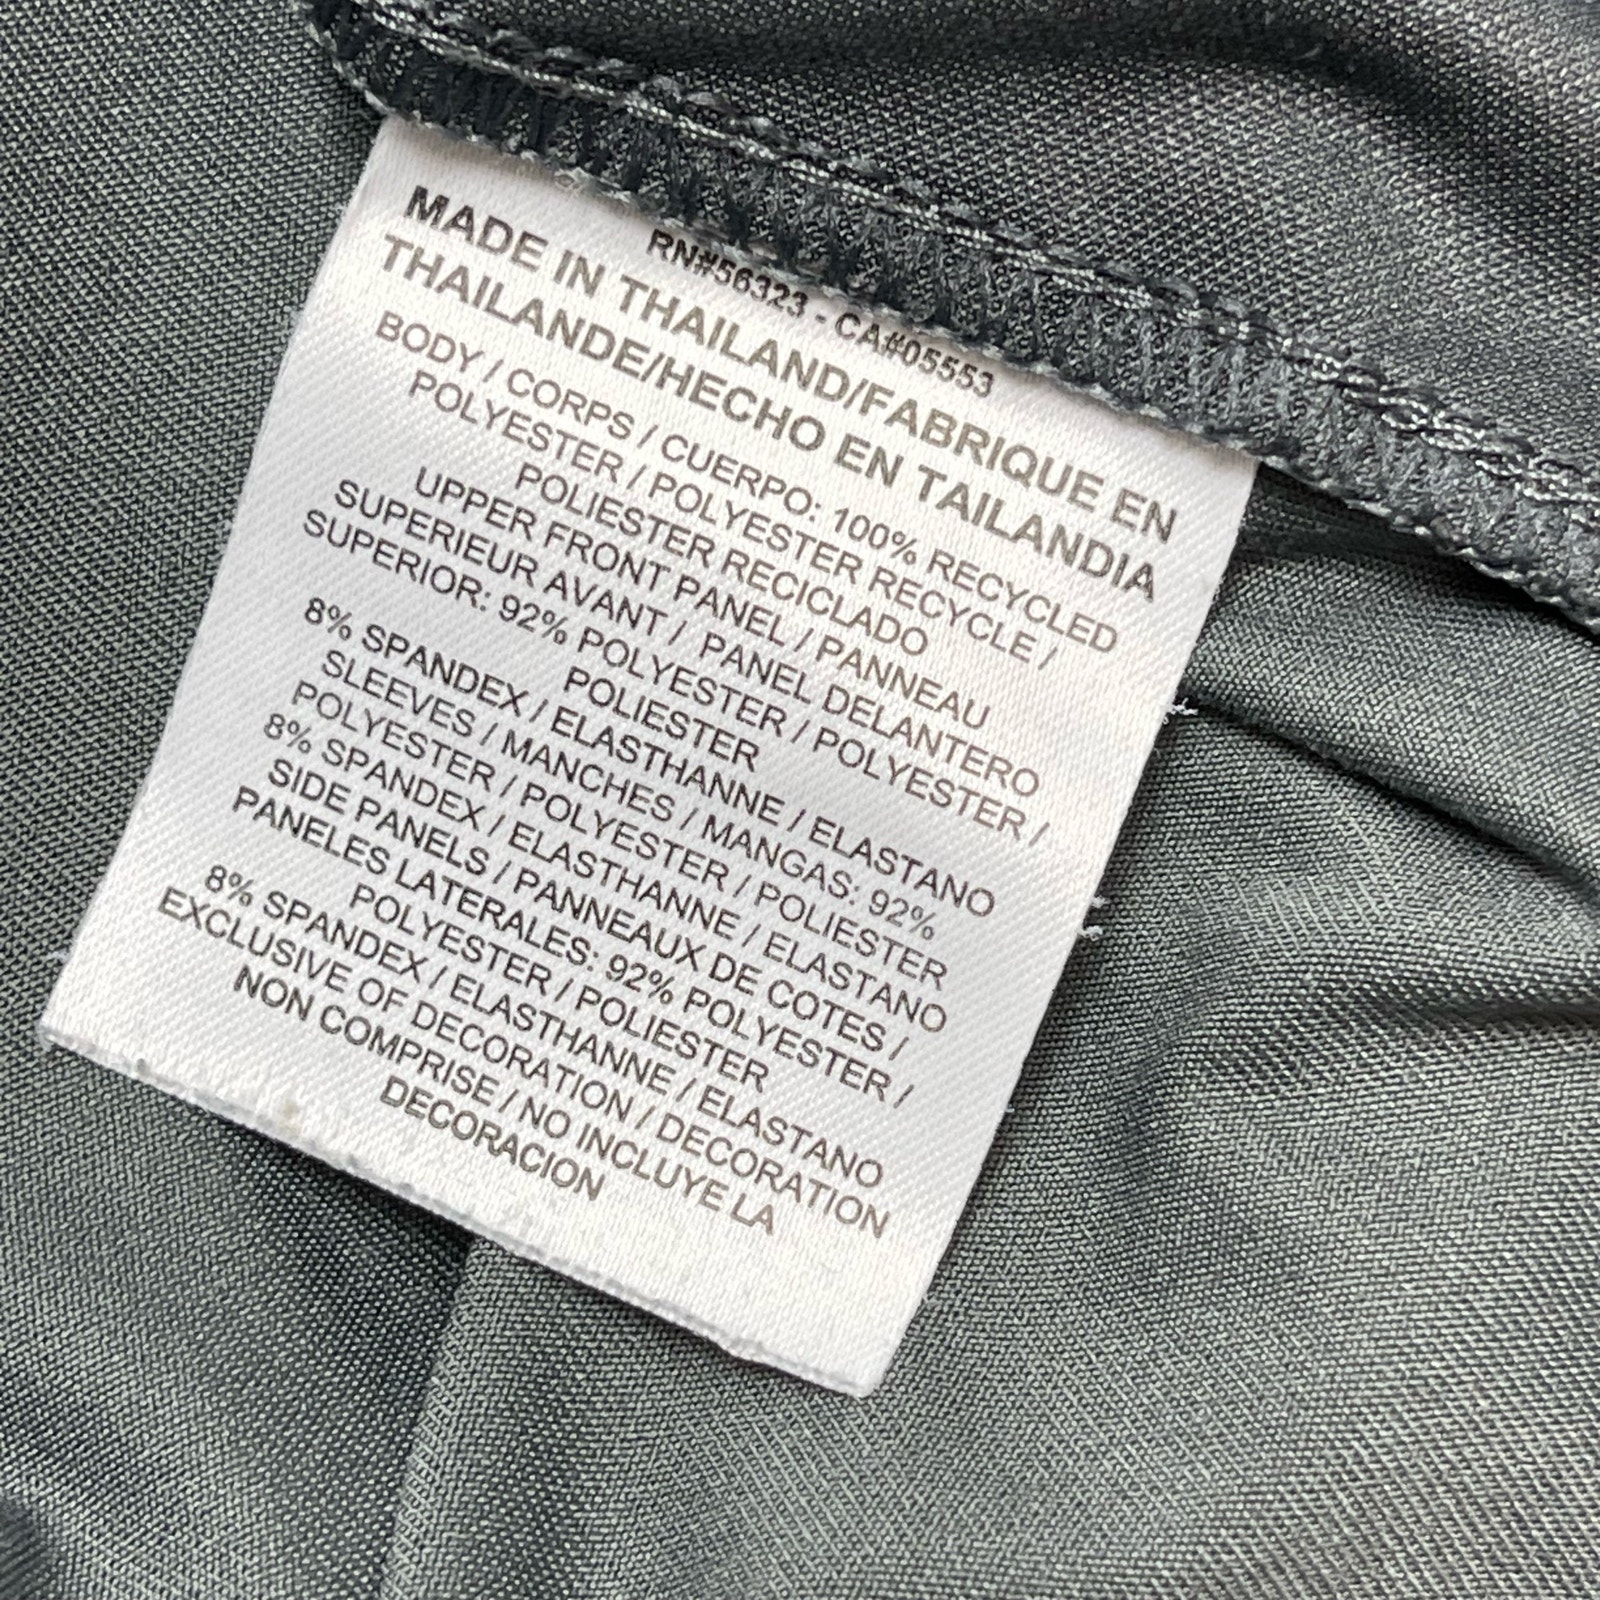 RN#56323 - CA#05553
MADE IN THAILAND/FABRIQUE EN
THAILANDE/HECHO EN TAILANDIA
BODY / CORPS / CUERPO: 100% RECYCLED
POLYESTER / POLYESTER RECYCLE /
POLIESTER RECICLADO
UPPER FRONT PANEL / PANNEAU
SUPERIEUR AVANT / PANEL DELANTERO
SUPERIOR: 92% POLYESTER / POLYESTER /
POLIESTER
8% SPANDEX / ELASTHANNE / ELASTANO
SLEEVES / MANCHES / MANGAS: 92%
POLYESTER / POLYESTER / POLIESTER
8% SPANDEX / ELASTHANNE / ELASTANO
SIDE PANELS / PANNEAUX DE COTES /
PANELES LATERALES: 92% POLYESTER /
POLYESTER / POLIESTER
8% SPANDEX / ELASTHANNE / ELASTANO
EXCLUSIVE OF DECORATION / DECORATION
NON COMPRISE / NO INCLUYE LA
DECORACION